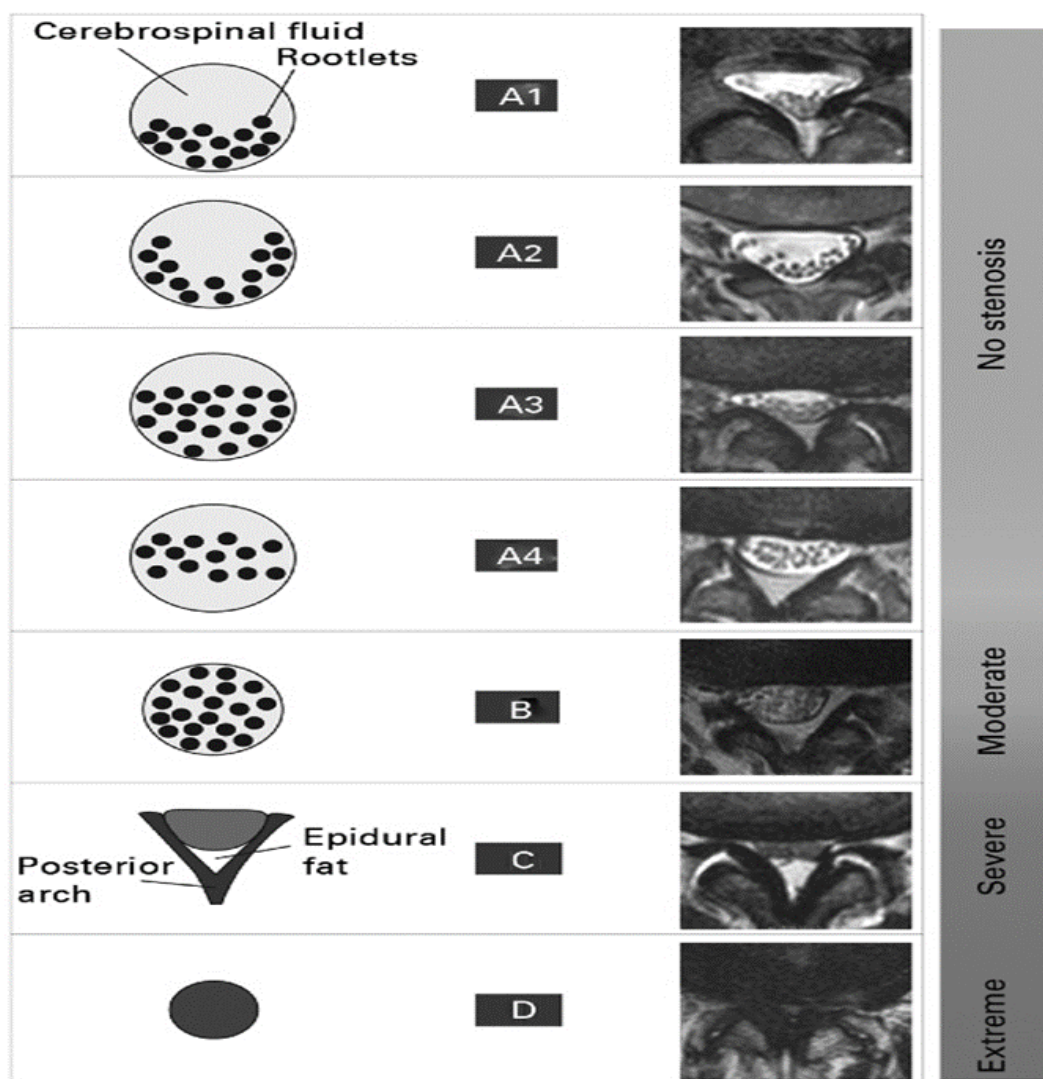 Cerebrospinal fluid
Rootlets
A1
A2
No stenosis
A3
A4
B
Moderate
Posterior
arch
Epidural
fat
C
Severe
D
Extreme